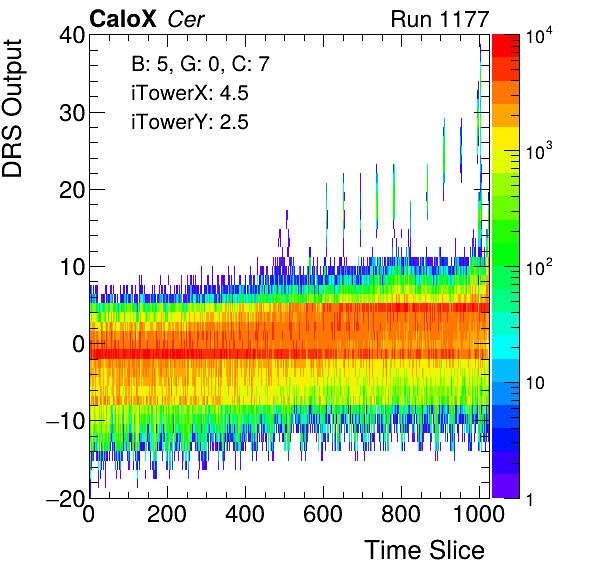 CaloX Cer
Run 1177
DRS Output
B: 5, G: 0, C: 7
iTowerX: 4.5
iTowerY: 2.5
40
30
20
10
0
−10
−20
0 200 400 600 800 1000
Time Slice
10⁴
10³
10²
10
1